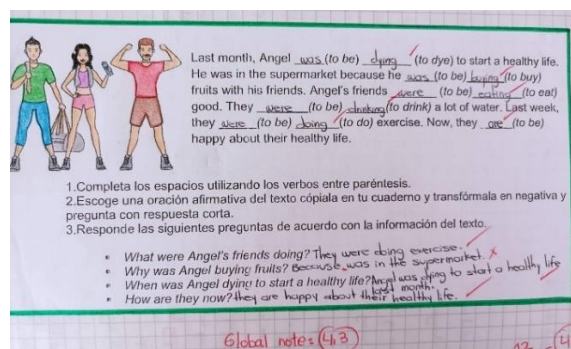 Last month, Angel was (to be) dying (to dye) to start a healthy life.
He was in the supermarket because he was (to be) buying (to buy)
fruits with his friends. Angel's friends were (to be) eating (to eat)
good. They were (to be) drinking (to drink) a lot of water. Last week,
they were (to be) doing (to do) exercise. Now, they are (to be)
happy about their healthy life.
1.Completa los espacios utilizando los verbos entre paréntesis.
2.Escoge una oración afirmativa del texto cópiala en tu cuaderno y transfórmala en negativa y
pregunta con respuesta corta.
3.Responde las siguientes preguntas de acuerdo con la información del texto.
What were Angel's friends doing? They were doing exercise.
Why was Angel buying fruits? Because was in the supermarket.
When was Angel dying to start a healthy life? Angel was dying to start a healthy life
last month.
How are they now? they are happy about their healthy life.
Global note: 4,3